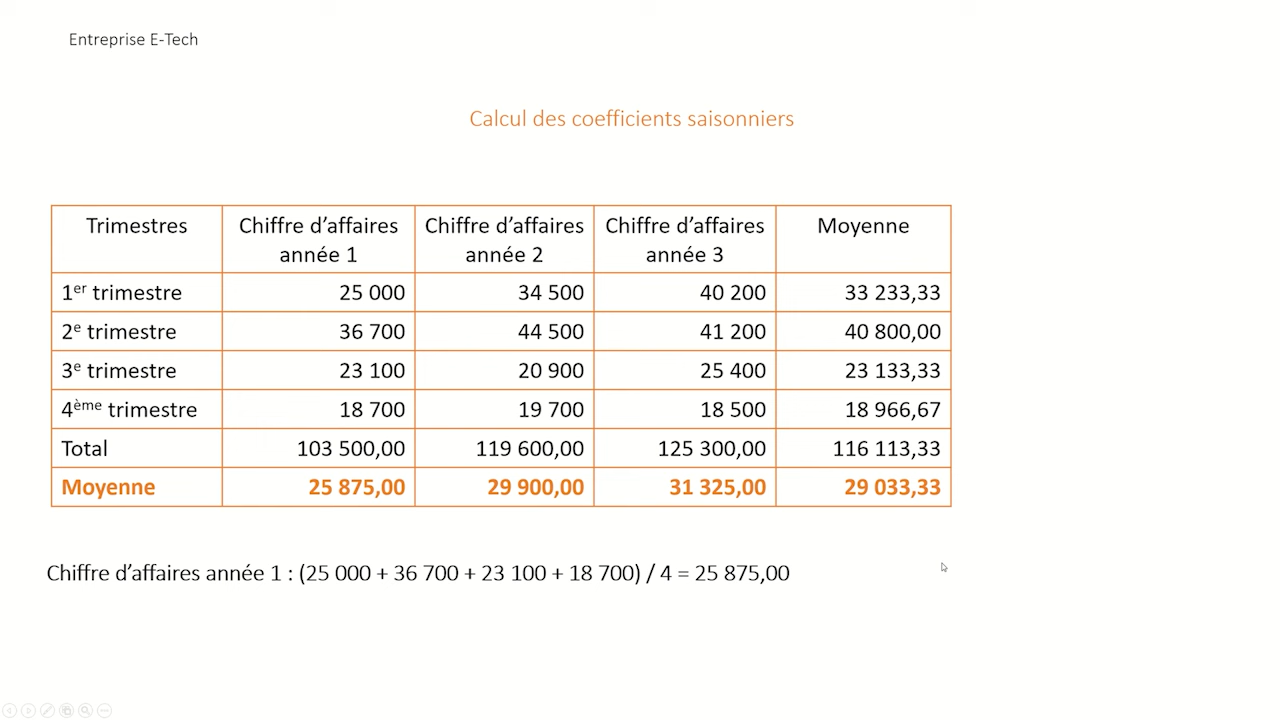 Entreprise E-Tech
Calcul des coefficients saisonniers
Trimestres Chiffre d’affaires année 1 Chiffre d’affaires année 2 Chiffre d’affaires année 3 Moyenne
1er trimestre 25 000 34 500 40 200 33 233,33
2e trimestre 36 700 44 500 41 200 40 800,00
3e trimestre 23 100 20 900 25 400 23 133,33
4ème trimestre 18 700 19 700 18 500 18 966,67
Total 103 500,00 119 600,00 125 300,00 116 113,33
Moyenne 25 875,00 29 900,00 31 325,00 29 033,33
Chiffre d’affaires année 1 : (25 000 + 36 700 + 23 100 + 18 700) / 4 = 25 875,00